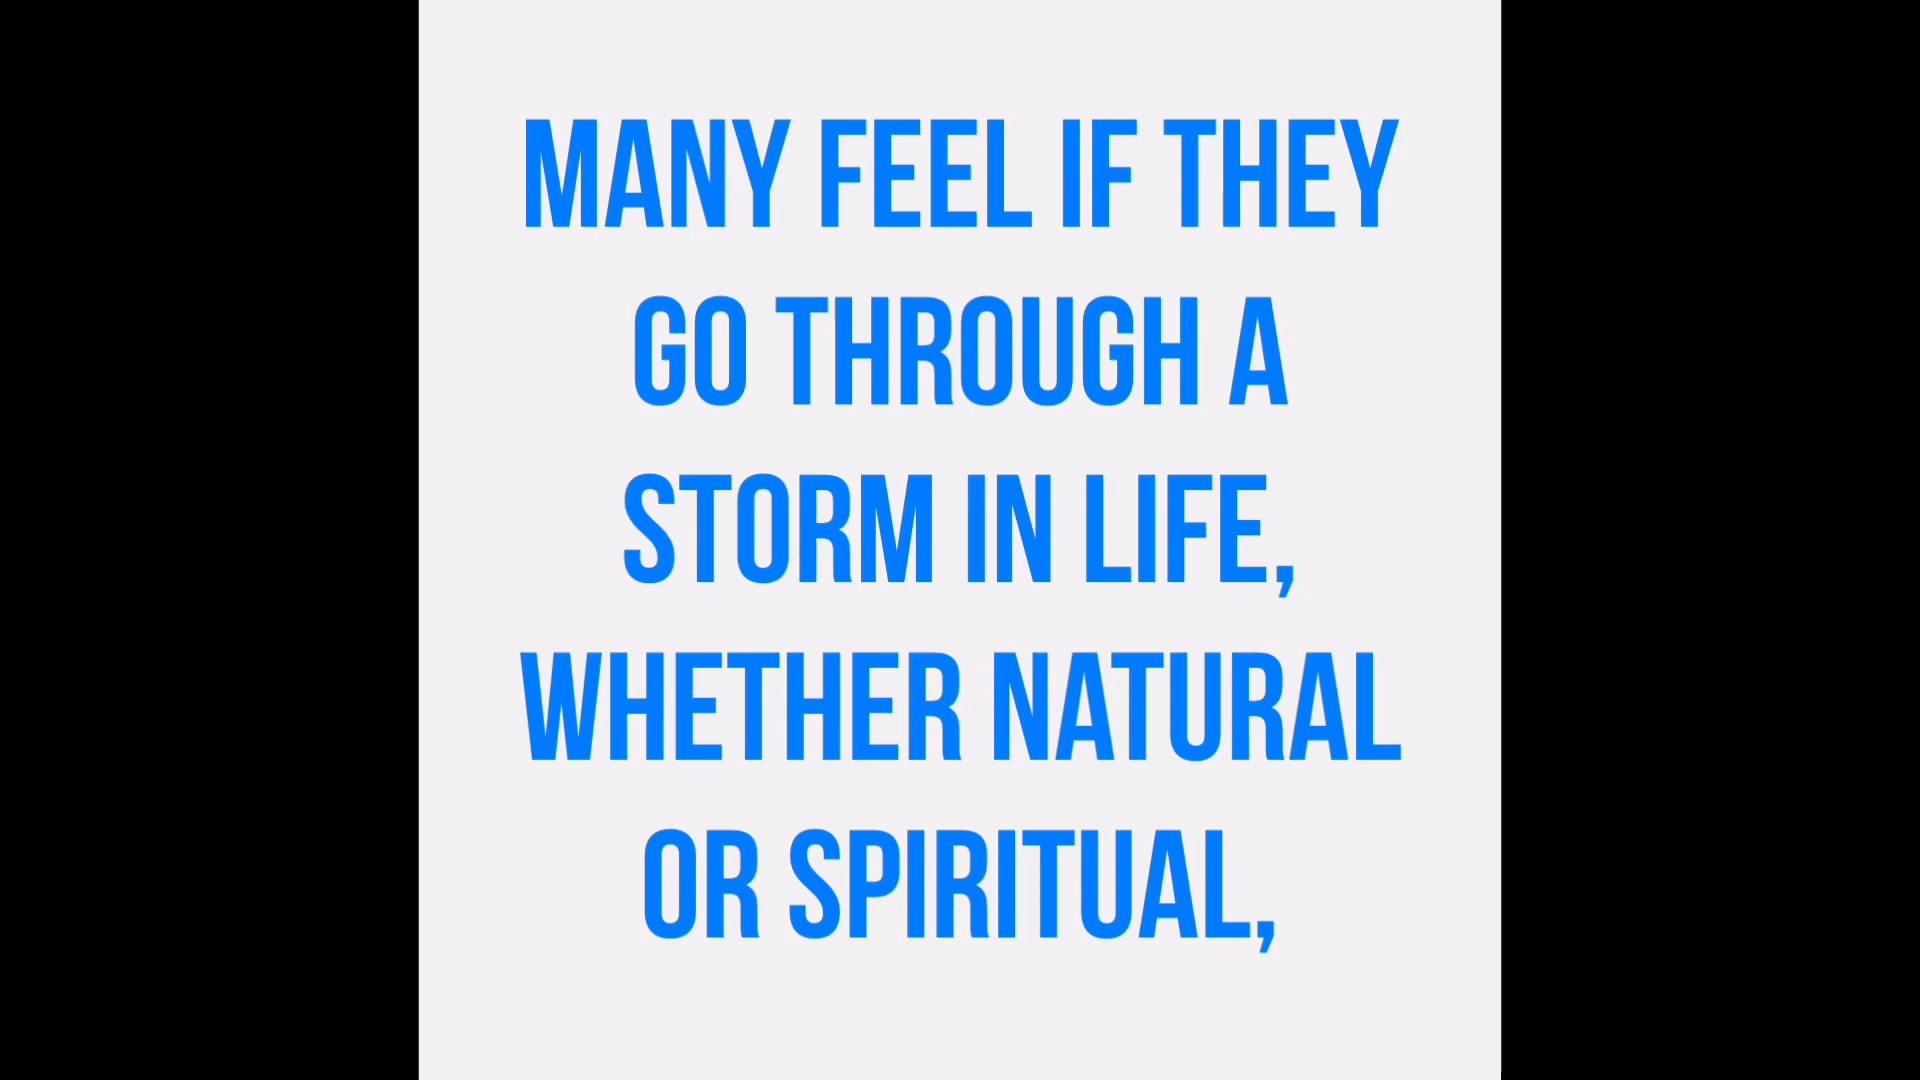 MANY FEEL IF THEY
GO THROUGH A
STORM IN LIFE,
WHETHER NATURAL
OR SPIRITUAL,